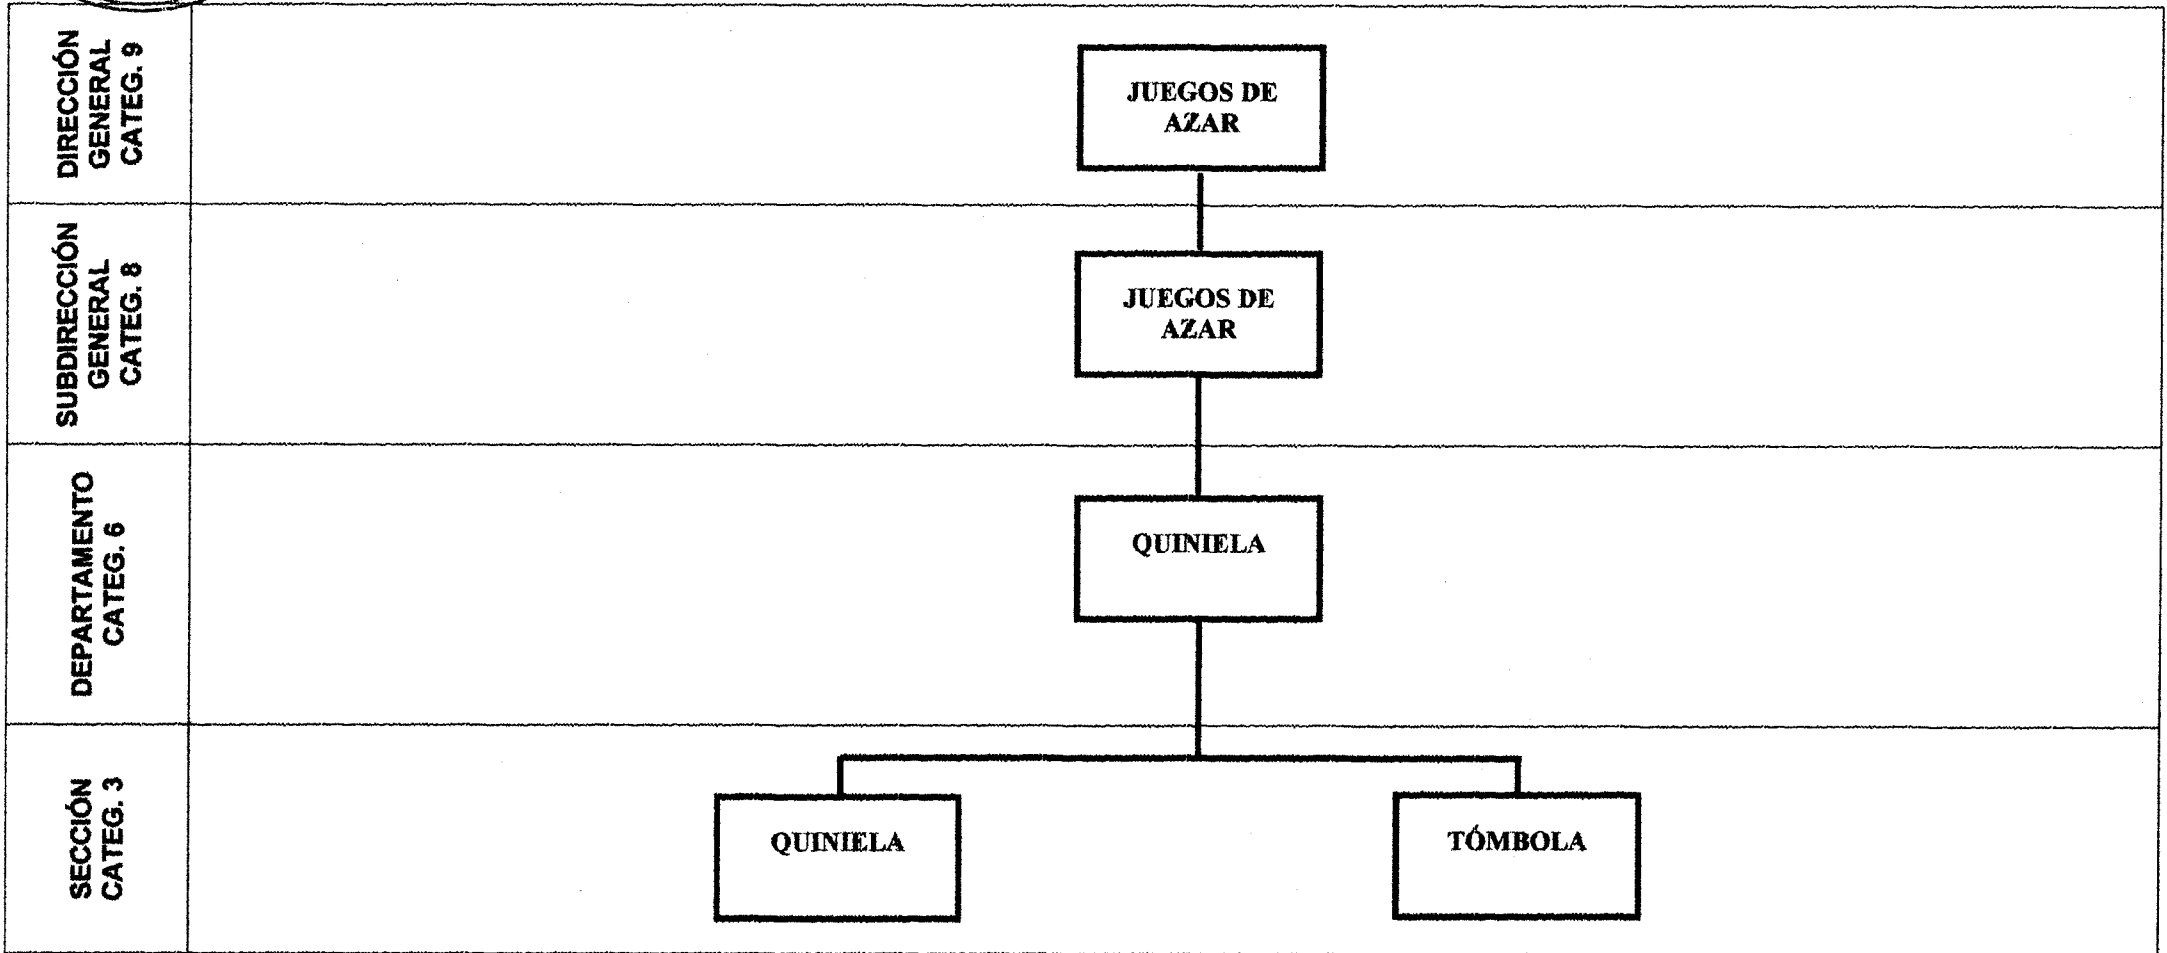 DIRECCIÓN
GENERAL
CATEG. 9
JUEGOS DE
AZAR
SUBDIRECCIÓN
GENERAL
CATEG. 8
JUEGOS DE
AZAR
DEPARTAMENTO
CATEG. 6
QUINIELA
SECCIÓN
CATEG. 3
QUINIELA
TÓMBOLA